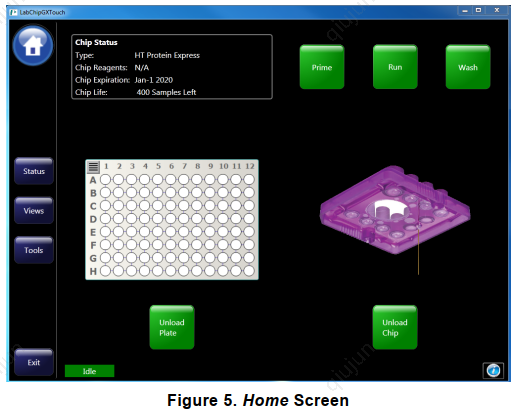 LabChipGXTouch
Chip Status
Type: HT Protein Express
Chip Reagents: N/A
Chip Expiration: Jan-1 2020
Chip Life: 400 Samples Left
Prime
Run
Wash
Status
Views
Tools
Exit
1 2 3 4 5 6 7 8 9 10 11 12
A
B
C
D
E
F
G
H
Unload
Plate
Unload
Chip
Idle
Figure 5. Home Screen
qiujun